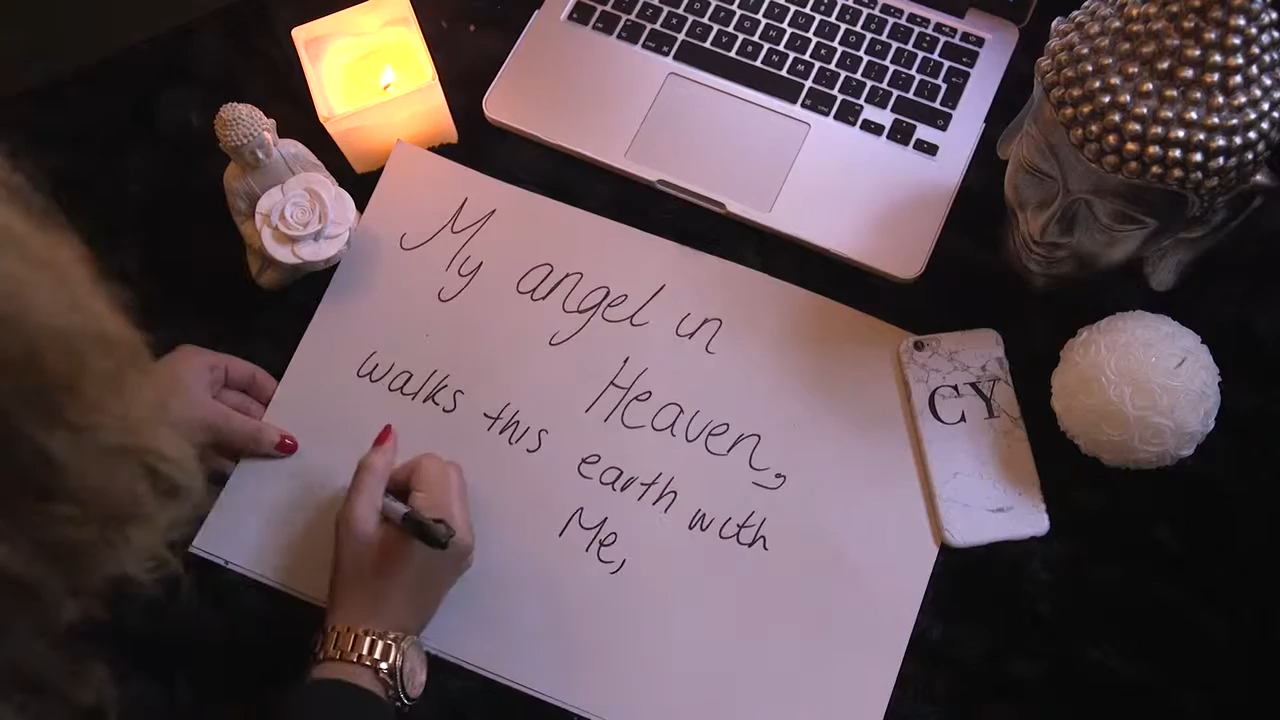 My angel in
Heaven,
walks this
earth with
Me,
CY